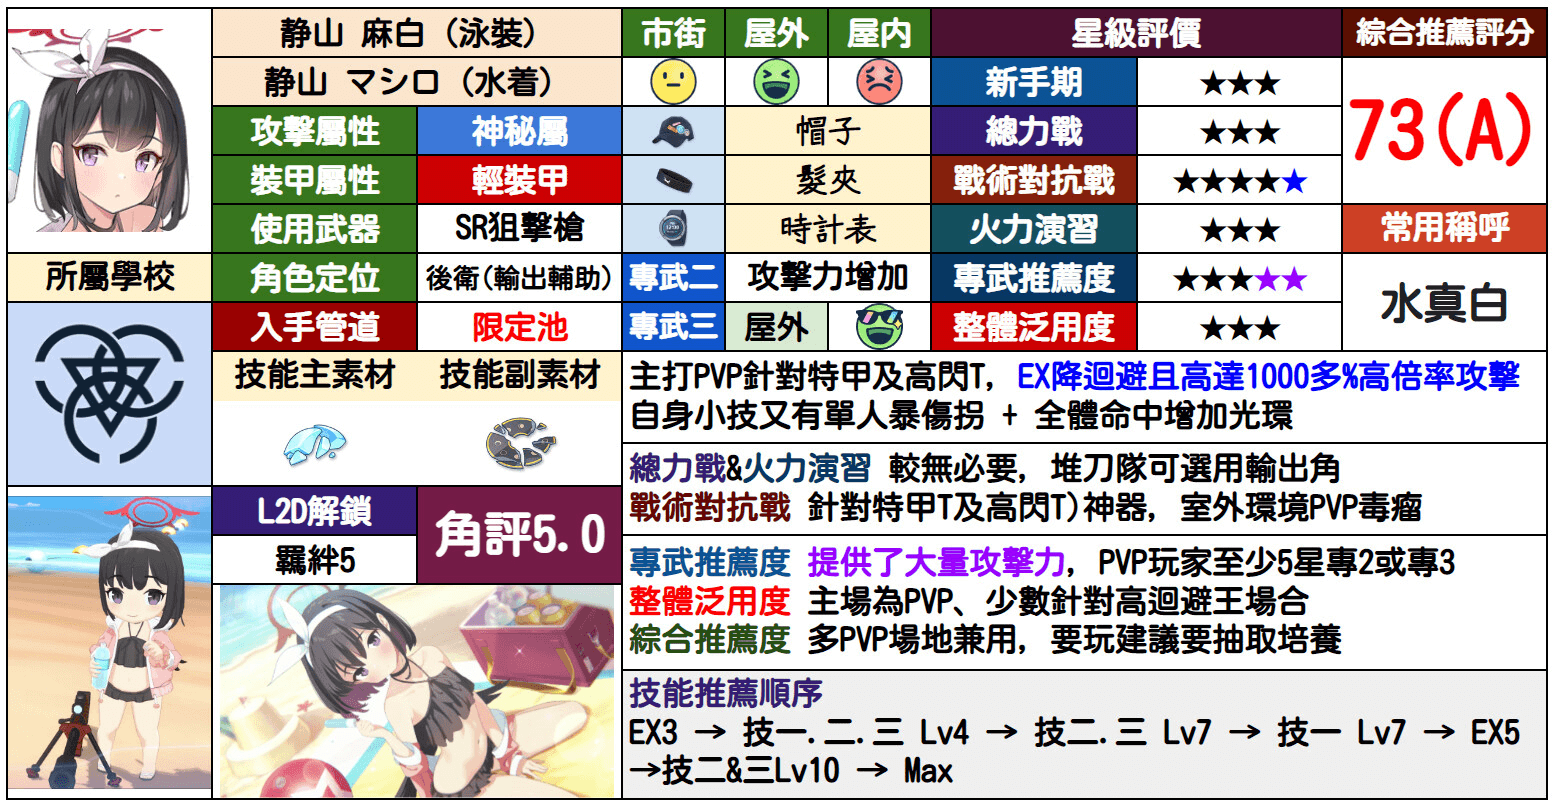 静山 麻白 (泳裝)
市街
屋外
屋内
星級評價
綜合推薦評分
静山 マシロ (水着)
新手期
★★★
73(A)
攻擊屬性
神秘屬
帽子
總力戰
★★★
裝甲屬性
輕裝甲
髮夾
戰術對抗戰
★★★★★
使用武器
SR狙擊槍
時計表
火力演習
★★★
常用稱呼
所屬學校
角色定位
後衛(輸出輔助)
專武二
攻擊力增加
專武推薦度
★★★★★
水真白
入手管道
限定池
專武三
屋外
整體泛用度
★★★
技能主素材
技能副素材
主打PVP針對特甲及高閃T, EX降迴避且高達1000多%高倍率攻擊
自身小技又有單人暴傷拐 + 全體命中增加光環
總力戰&火力演習 較無必要, 堆刀隊可選用輸出角
戰術對抗戰 針對特甲T及高閃T)神器, 室外環境PVP毒瘤
L2D解鎖
角評5.0
羈絆5
專武推薦度 提供了大量攻擊力, PVP玩家至少5星專2或專3
整體泛用度 主場為PVP、少數針對高迴避王場合
綜合推薦度 多PVP場地兼用, 要玩建議要抽取培養
技能推薦順序
EX3 → 技一.二.三 Lv4 → 技二.三 Lv7 → 技一 Lv7 → EX5
→技二&三Lv10 → Max